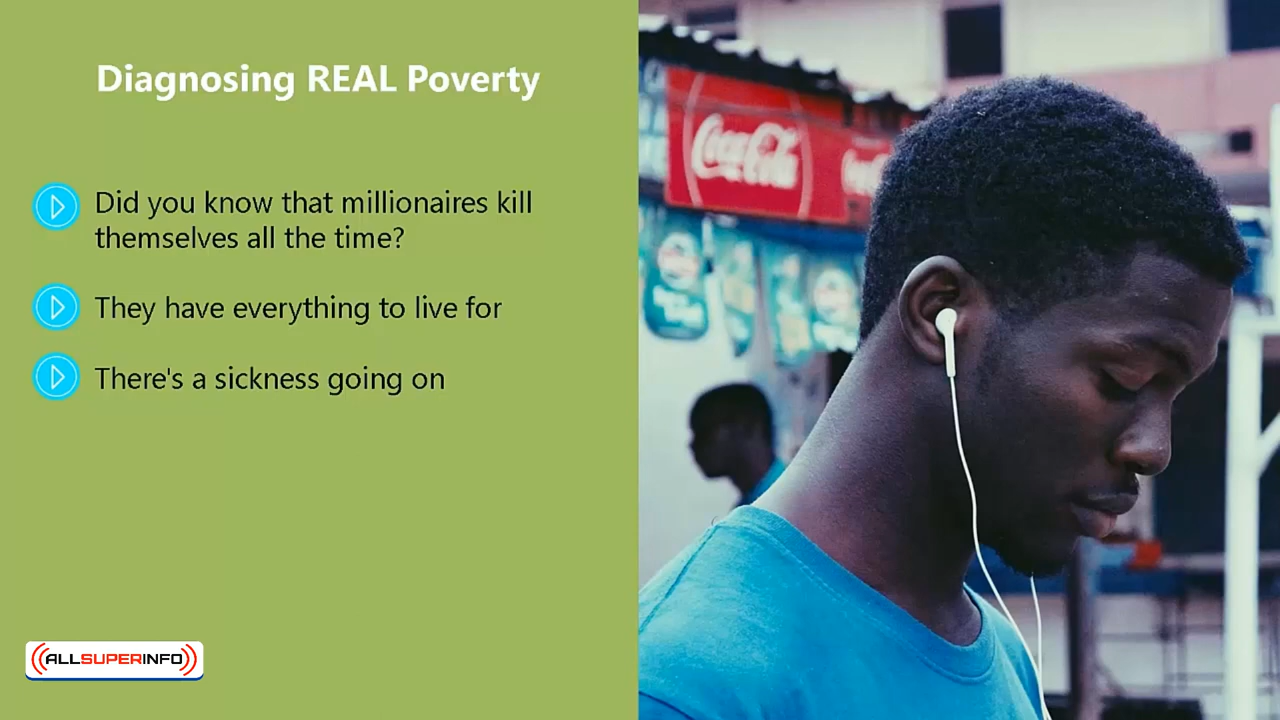 Diagnosing REAL Poverty
Did you know that millionaires kill
themselves all the time?
They have everything to live for
There's a sickness going on
ALLSUPERINFO
Coca-Cola